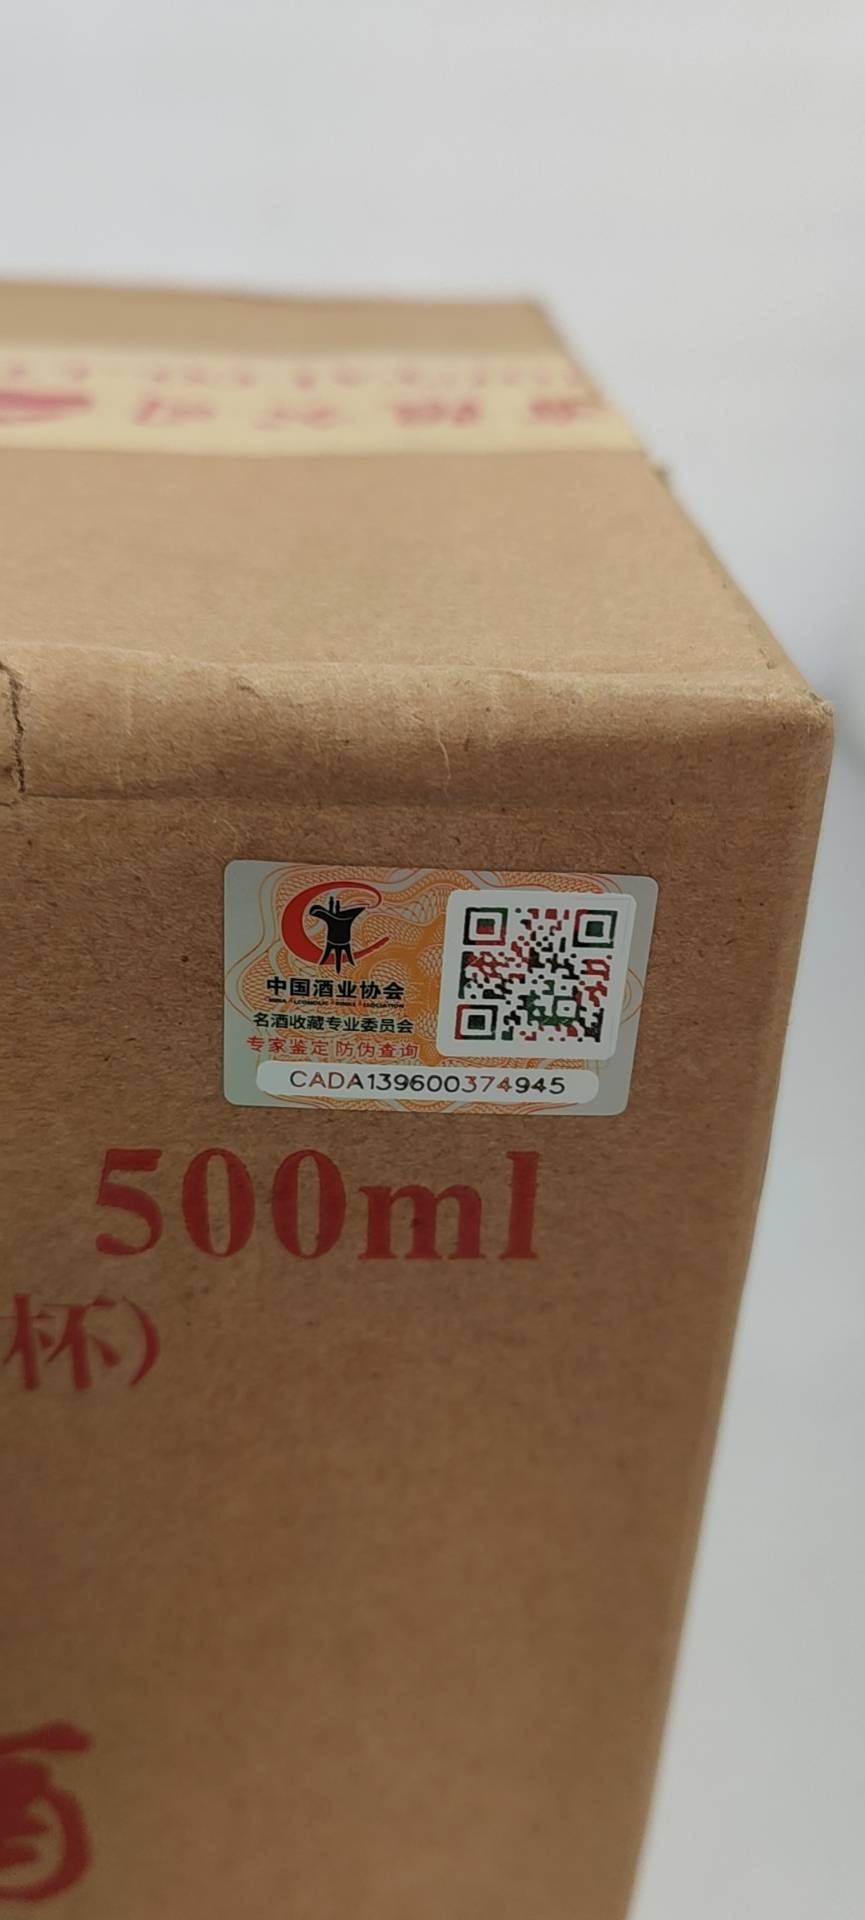 中国酒业协会
名酒收藏专业委员会
专家鉴定 防伪查询
CADA139600374945
500ml
杯)
酒